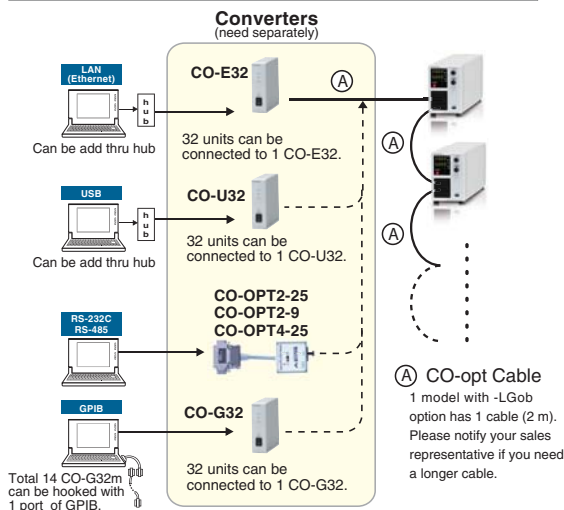 Converters
(need separately)
LAN
(Ethernet)
hub
Can be add thru hub
CO-E32
32 units can be
connected to 1 CO-E32.
A
A
A
USB
hub
Can be add thru hub
CO-U32
32 units can be
connected to 1 CO-U32.
RS-232C
RS-485
CO-OPT2-25
CO-OPT2-9
CO-OPT4-25
GPIB
Total 14 CO-G32m
can be hooked with
1 port of GPIB.
CO-G32
32 units can be
connected to 1 CO-G32.
A CO-opt Cable
1 model with -LGob
option has 1 cable (2 m).
Please notify your sales
representative if you need
a longer cable.